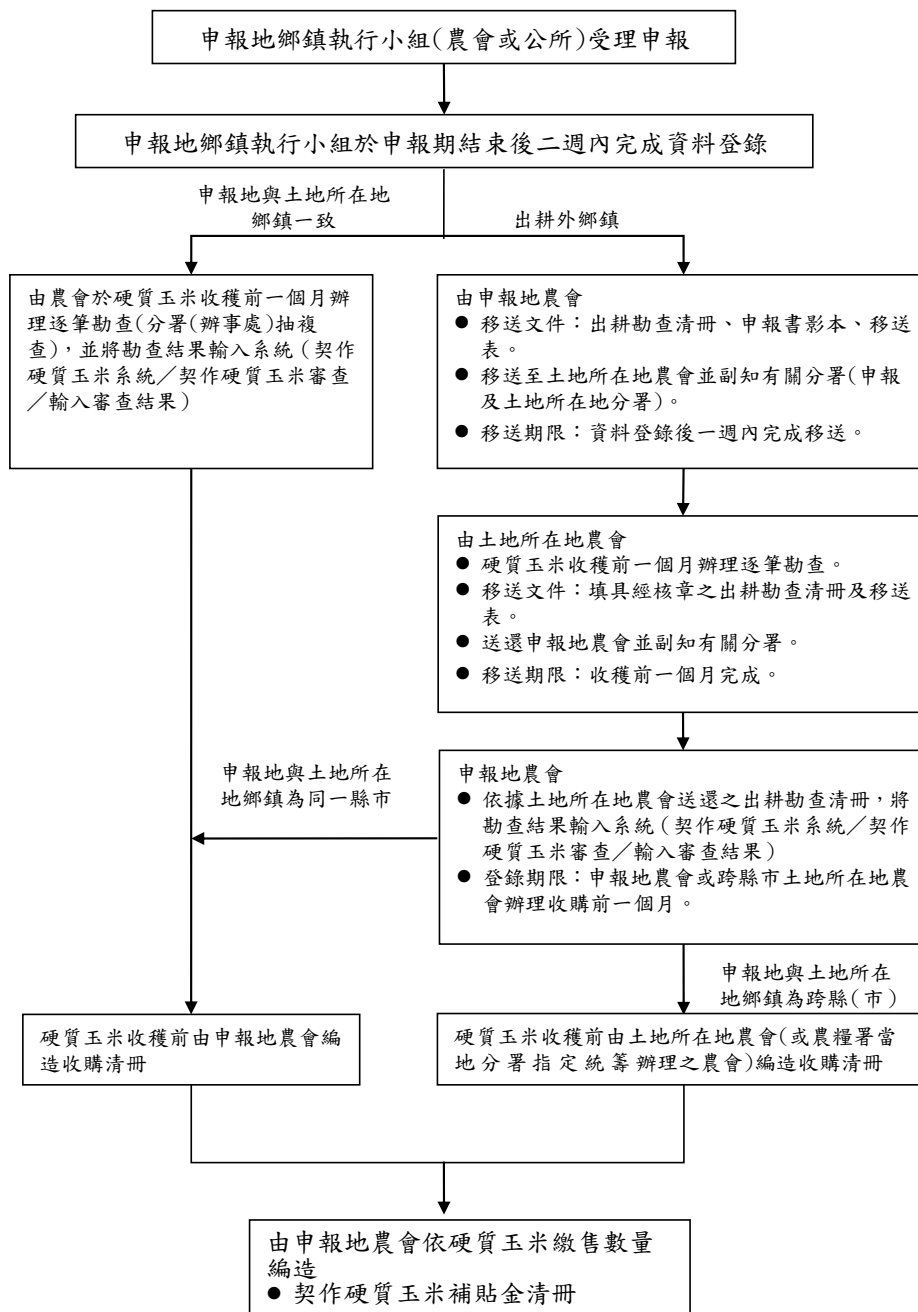 申報地鄉鎮執行小組(農會或公所)受理申報
申報地鄉鎮執行小組於申報期結束後二週內完成資料登錄
申報地與土地所在地
鄉鎮一致
出耕外鄉鎮
由農會於硬質玉米收穫前一個月辦
理逐筆勘查(分署(辦事處)抽複
查)，並將勘查結果輸入系統（契作
硬質玉米系統／契作硬質玉米審查
／輸入審查結果）
由申報地農會
● 移送文件：出耕勘查清冊、申報書影本、移送
表。
● 移送至土地所在地農會並副知有關分署(申報
及土地所在地分署)。
● 移送期限：資料登錄後一週內完成移送。
由土地所在地農會
● 硬質玉米收穫前一個月辦理逐筆勘查。
● 移送文件：填具經核章之出耕勘查清冊及移送
表。
● 送還申報地農會並副知有關分署。
● 移送期限：收穫前一個月完成。
申報地與土地所在
地鄉鎮為同一縣市
申報地農會
● 依據土地所在地農會送還之出耕勘查清冊，將
勘查結果輸入系統（契作硬質玉米系統／契作
硬質玉米審查／輸入審查結果）
● 登錄期限：申報地農會或跨縣市土地所在地農
會辦理收購前一個月。
申報地與土地所在
地鄉鎮為跨縣(市)
硬質玉米收穫前由申報地農會編
造收購清冊
硬質玉米收穫前由土地所在地農會(或農糧署當
地分署指定統籌辦理之農會)編造收購清冊
由申報地農會依硬質玉米繳售數量
編造
● 契作硬質玉米補貼金清冊